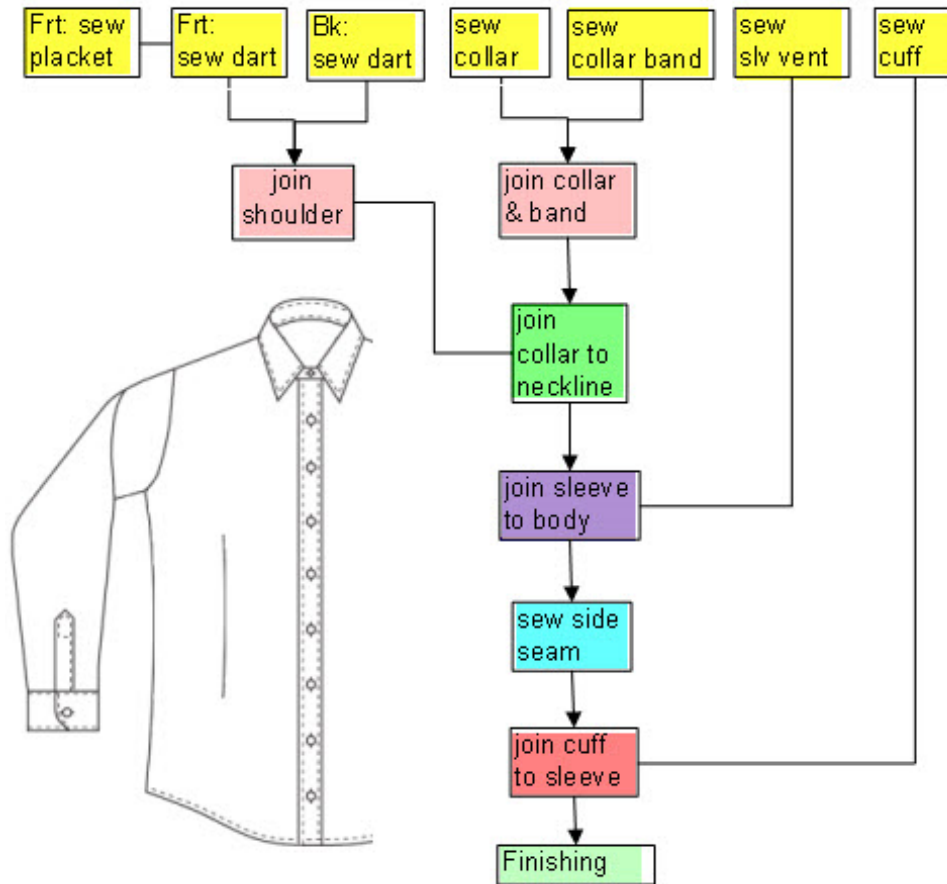 Frt: sew
placket
Frt:
sew dart
Bk:
sew dart
sew
collar
sew
collar band
sew
slv vent
sew
cuff
join
shoulder
join collar
& band
join
collar to
neckline
join sleeve
to body
sew side
seam
join cuff
to sleeve
Finishing